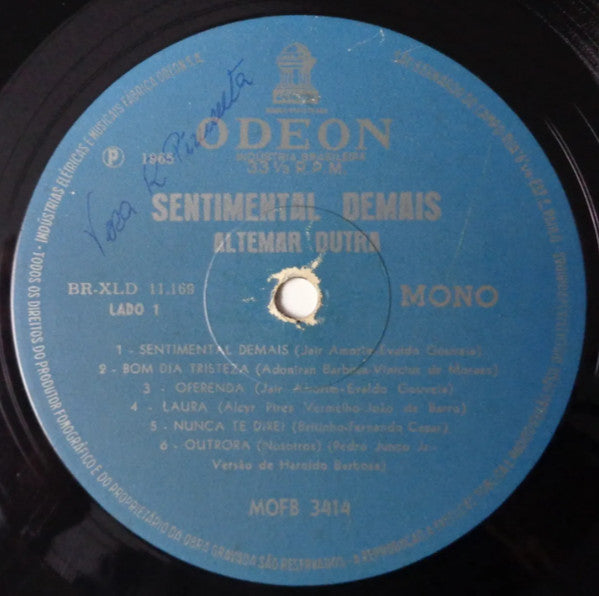 ODEON
INDÚSTRIA BRASILEIRA
33⅓ R.P.M.
℗ 1965
SENTIMENTAL DEMAIS
ALTEMAR DUTRA
BR-XLD 11.169
LADO 1
MONO
1 - SENTIMENTAL DEMAIS (Jair Amorim-Evaldo Gouveia)
2 - BOM DIA TRISTEZA (Adoniran Barbosa-Vinicius de Moraes)
3 - OFERENDA (Jair Amorim-Evaldo Gouveia)
4 - LAURA (Alcyr Pires Vermelho-João de Barro)
5 - NUNCA TE DIREI (Britinho-Fernando Cesar)
6 - OUTRORA (Nosotros) (Pedro Junco Jr-
Versão de Haroldo Barbosa)
MOFB 3414
INDÚSTRIAS ELÉTRICAS E MUSICAIS FÁBRICA ODEON S.A.
TODOS OS DIREITOS DO PRODUTOR FONOGRÁFICO E DO PROPRIETÁRIO DA OBRA GRAVADA SÃO RESERVADOS. A REPRODUÇÃO